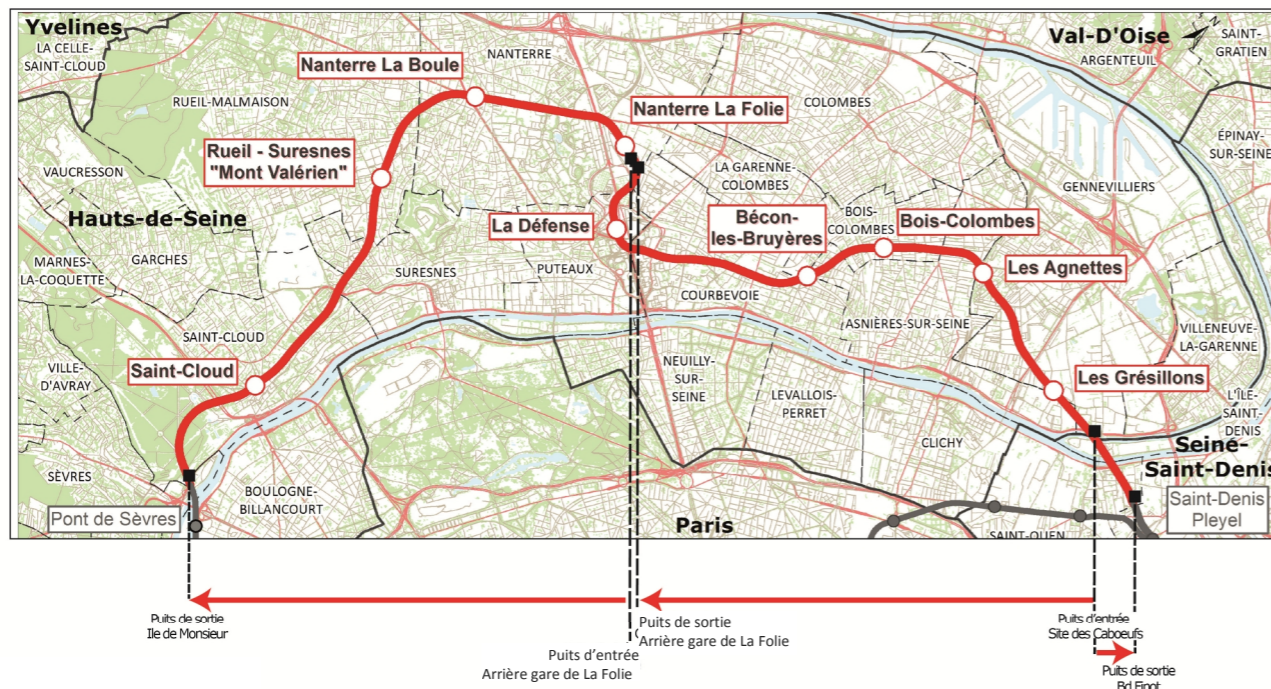 Yvelines
LA CELLE-
SAINT-CLOUD
NANTERRE
Val-D'Oise
N
SAINT-
GRATIEN
ARGENTEUIL
Nanterre La Boule
RUEIL-MALMAISON
Nanterre La Folie
COLOMBES
ÉPINAY-
SUR-SEINE
Rueil - Suresnes
"Mont Valérien"
VAUCRESSON
LA GARENNE-
COLOMBES
GENNEVILLIERS
Hauts-de-Seine
La Défense
Bécon-
les-Bruyères
BOIS-
COLOMBES
Bois-Colombes
GARCHES
MARNES-
LA-COQUETTE
SURESNES
PUTEAUX
Les Agnettes
COURBEVOIE
ASNIÈRES-SUR-SEINE
SAINT-CLOUD
VILLENEUVE-
LA-GARENNE
VILLE-
D'AVRAY
Saint-Cloud
NEUILLY-
SUR-
SEINE
LEVALLOIS-
PERRET
Les Grésillons
L'ÎLE-
SAINT-
DENIS
CLICHY
Seine-
Saint-Denis
SÈVRES
BOULOGNE-
BILLANCOURT
Pont de Sèvres
Paris
SAINT-OUEN
Saint-Denis
Pleyel
Puits de sortie
Ile de Monsieur
Puits d'entrée
Arrière gare de La Folie
Puits de sortie
Arrière gare de La Folie
Puits d'entrée
Site des Caboeufs
Puits de sortie
Bd Finot